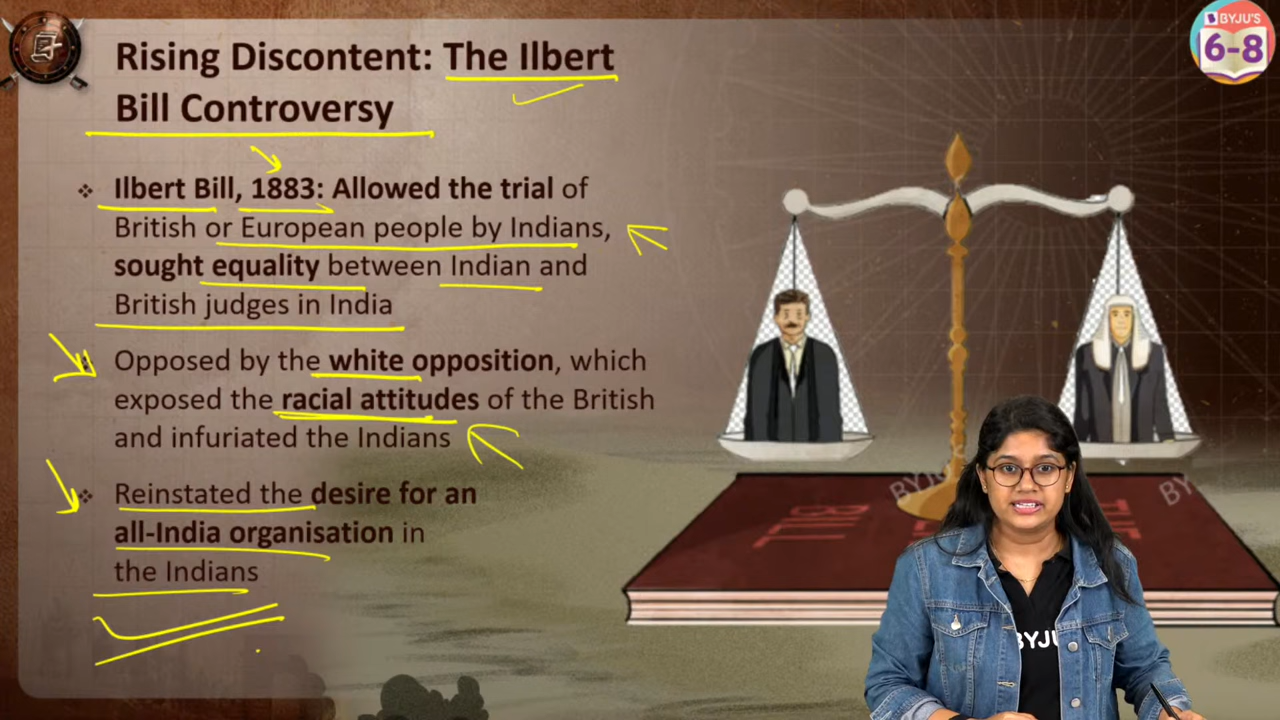 Rising Discontent: The Ilbert
Bill Controversy
BYJU'S
6-8
Ilbert Bill, 1883: Allowed the trial of
British or European people by Indians,
sought equality between Indian and
British judges in India
Opposed by the white opposition, which
exposed the racial attitudes of the British
and infuriated the Indians
Reinstated the desire for an
all-India organisation in
the Indians
BILL
THE
BYJU
BY
BYJU